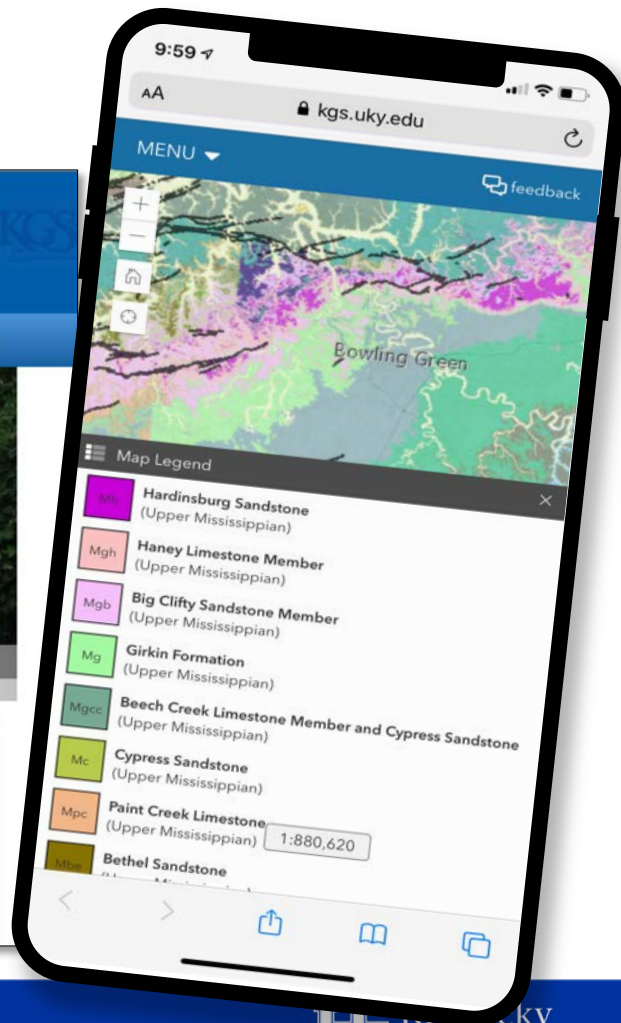 KGS
9:59
AA
kgs.uky.edu
MENU
feedback
Bowling Green
Map Legend
Mh
Hardinsburg Sandstone
(Upper Mississippian)
Mgh
Haney Limestone Member
(Upper Mississippian)
Mgb
Big Clifty Sandstone Member
(Upper Mississippian)
Mg
Girkin Formation
(Upper Mississippian)
Mgcc
Beech Creek Limestone Member and Cypress Sandstone
(Upper Mississippian)
Mc
Cypress Sandstone
(Upper Mississippian)
Mpc
Paint Creek Limestone
(Upper Mississippian)
1:880,620
Mbe
Bethel Sandstone